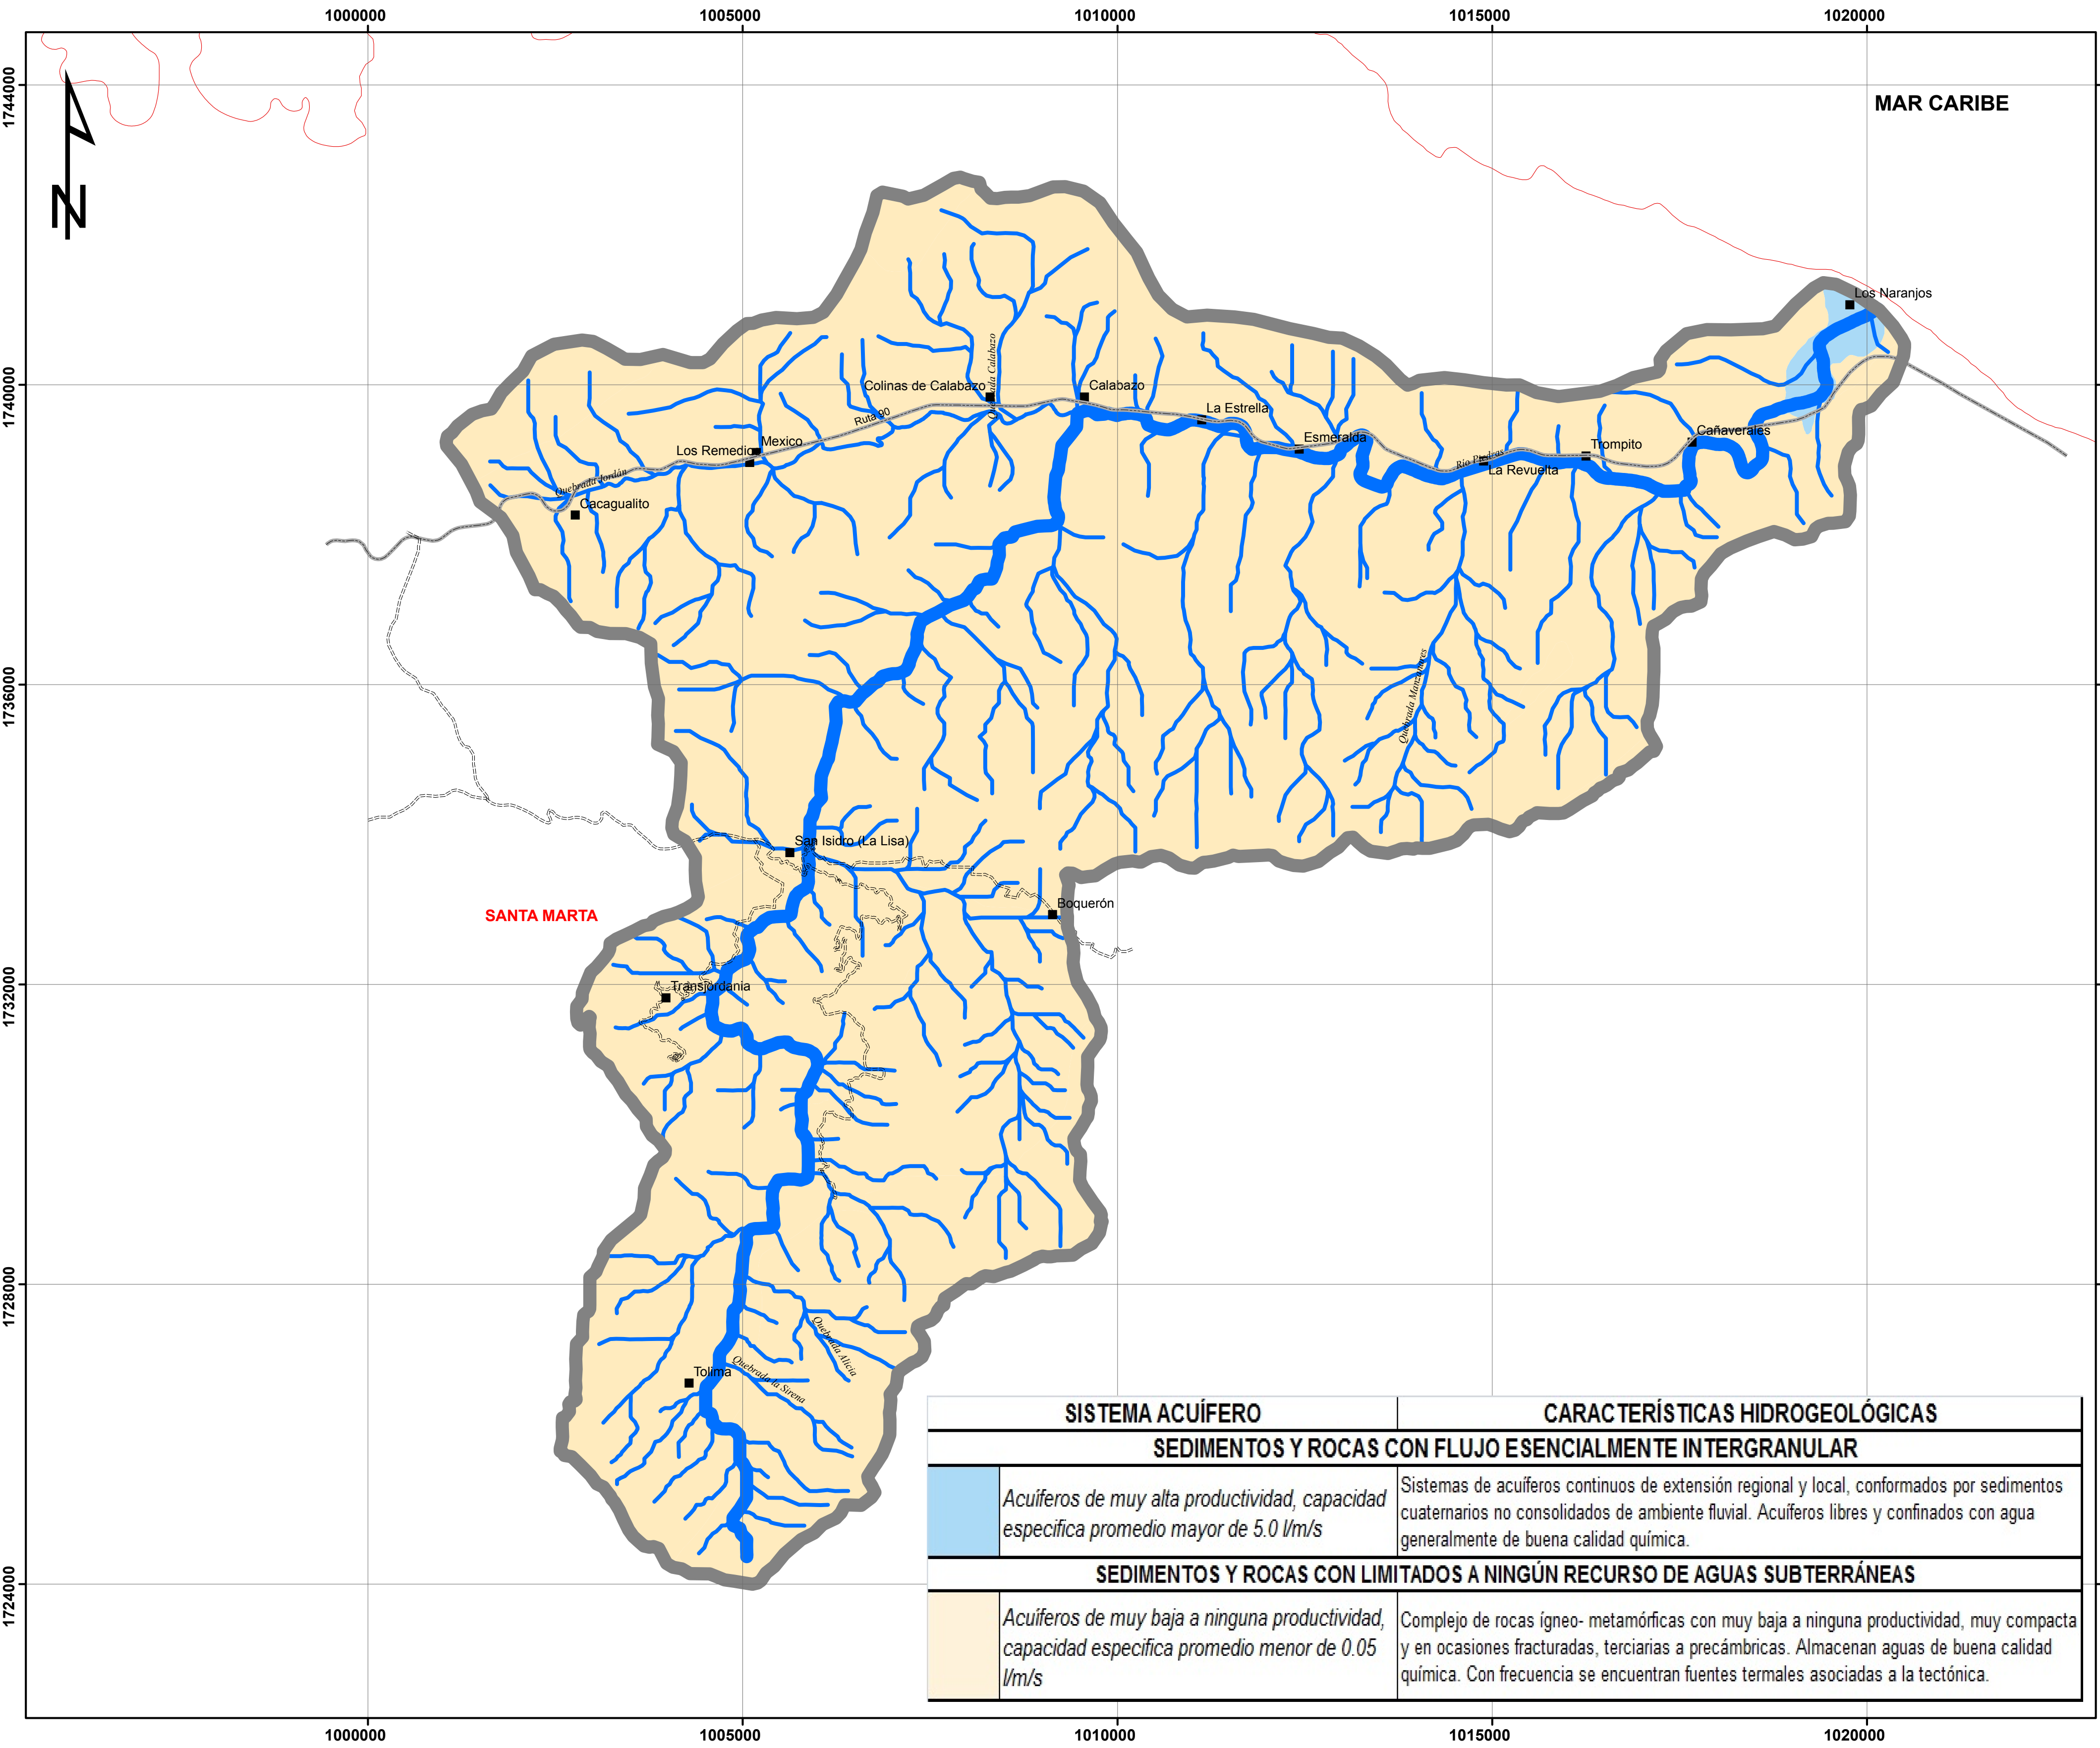 1000000 1005000 1010000 1015000 1020000
1744000
MAR CARIBE
N
Los Naranjos
1740000
Quebrada Calabazo
Colinas de Calabazo
Calabazo
La Estrella
Ruta 90
Esmeralda
Cañaverales
Mexico
Los Remedio
Trompito
Río Piedras
La Revuelta
Quebrada Jordán
Cacagualito
1736000
Quebrada Manzanares
San Isidro (La Lisa)
Boquerón
SANTA MARTA
1732000
Transjordania
1728000
Quebrada Alicia
Quebrada la Sirena
Tolima
1724000
SISTEMA ACUÍFERO
CARACTERÍSTICAS HIDROGEOLÓGICAS
SEDIMENTOS Y ROCAS CON FLUJO ESENCIALMENTE INTERGRANULAR
Acuíferos de muy alta productividad, capacidad
especifica promedio mayor de 5.0 l/m/s
Sistemas de acuíferos continuos de extensión regional y local, conformados por sedimentos
cuaternarios no consolidados de ambiente fluvial. Acuíferos libres y confinados con agua
generalmente de buena calidad química.
SEDIMENTOS Y ROCAS CON LIMITADOS A NINGÚN RECURSO DE AGUAS SUBTERRÁNEAS
Acuíferos de muy baja a ninguna productividad,
capacidad especifica promedio menor de 0.05
l/m/s
Complejo de rocas ígneo- metamórficas con muy baja a ninguna productividad, muy compacta
y en ocasiones fracturadas, terciarias a precámbricas. Almacenan aguas de buena calidad
química. Con frecuencia se encuentran fuentes termales asociadas a la tectónica.
1000000 1005000 1010000 1015000 1020000